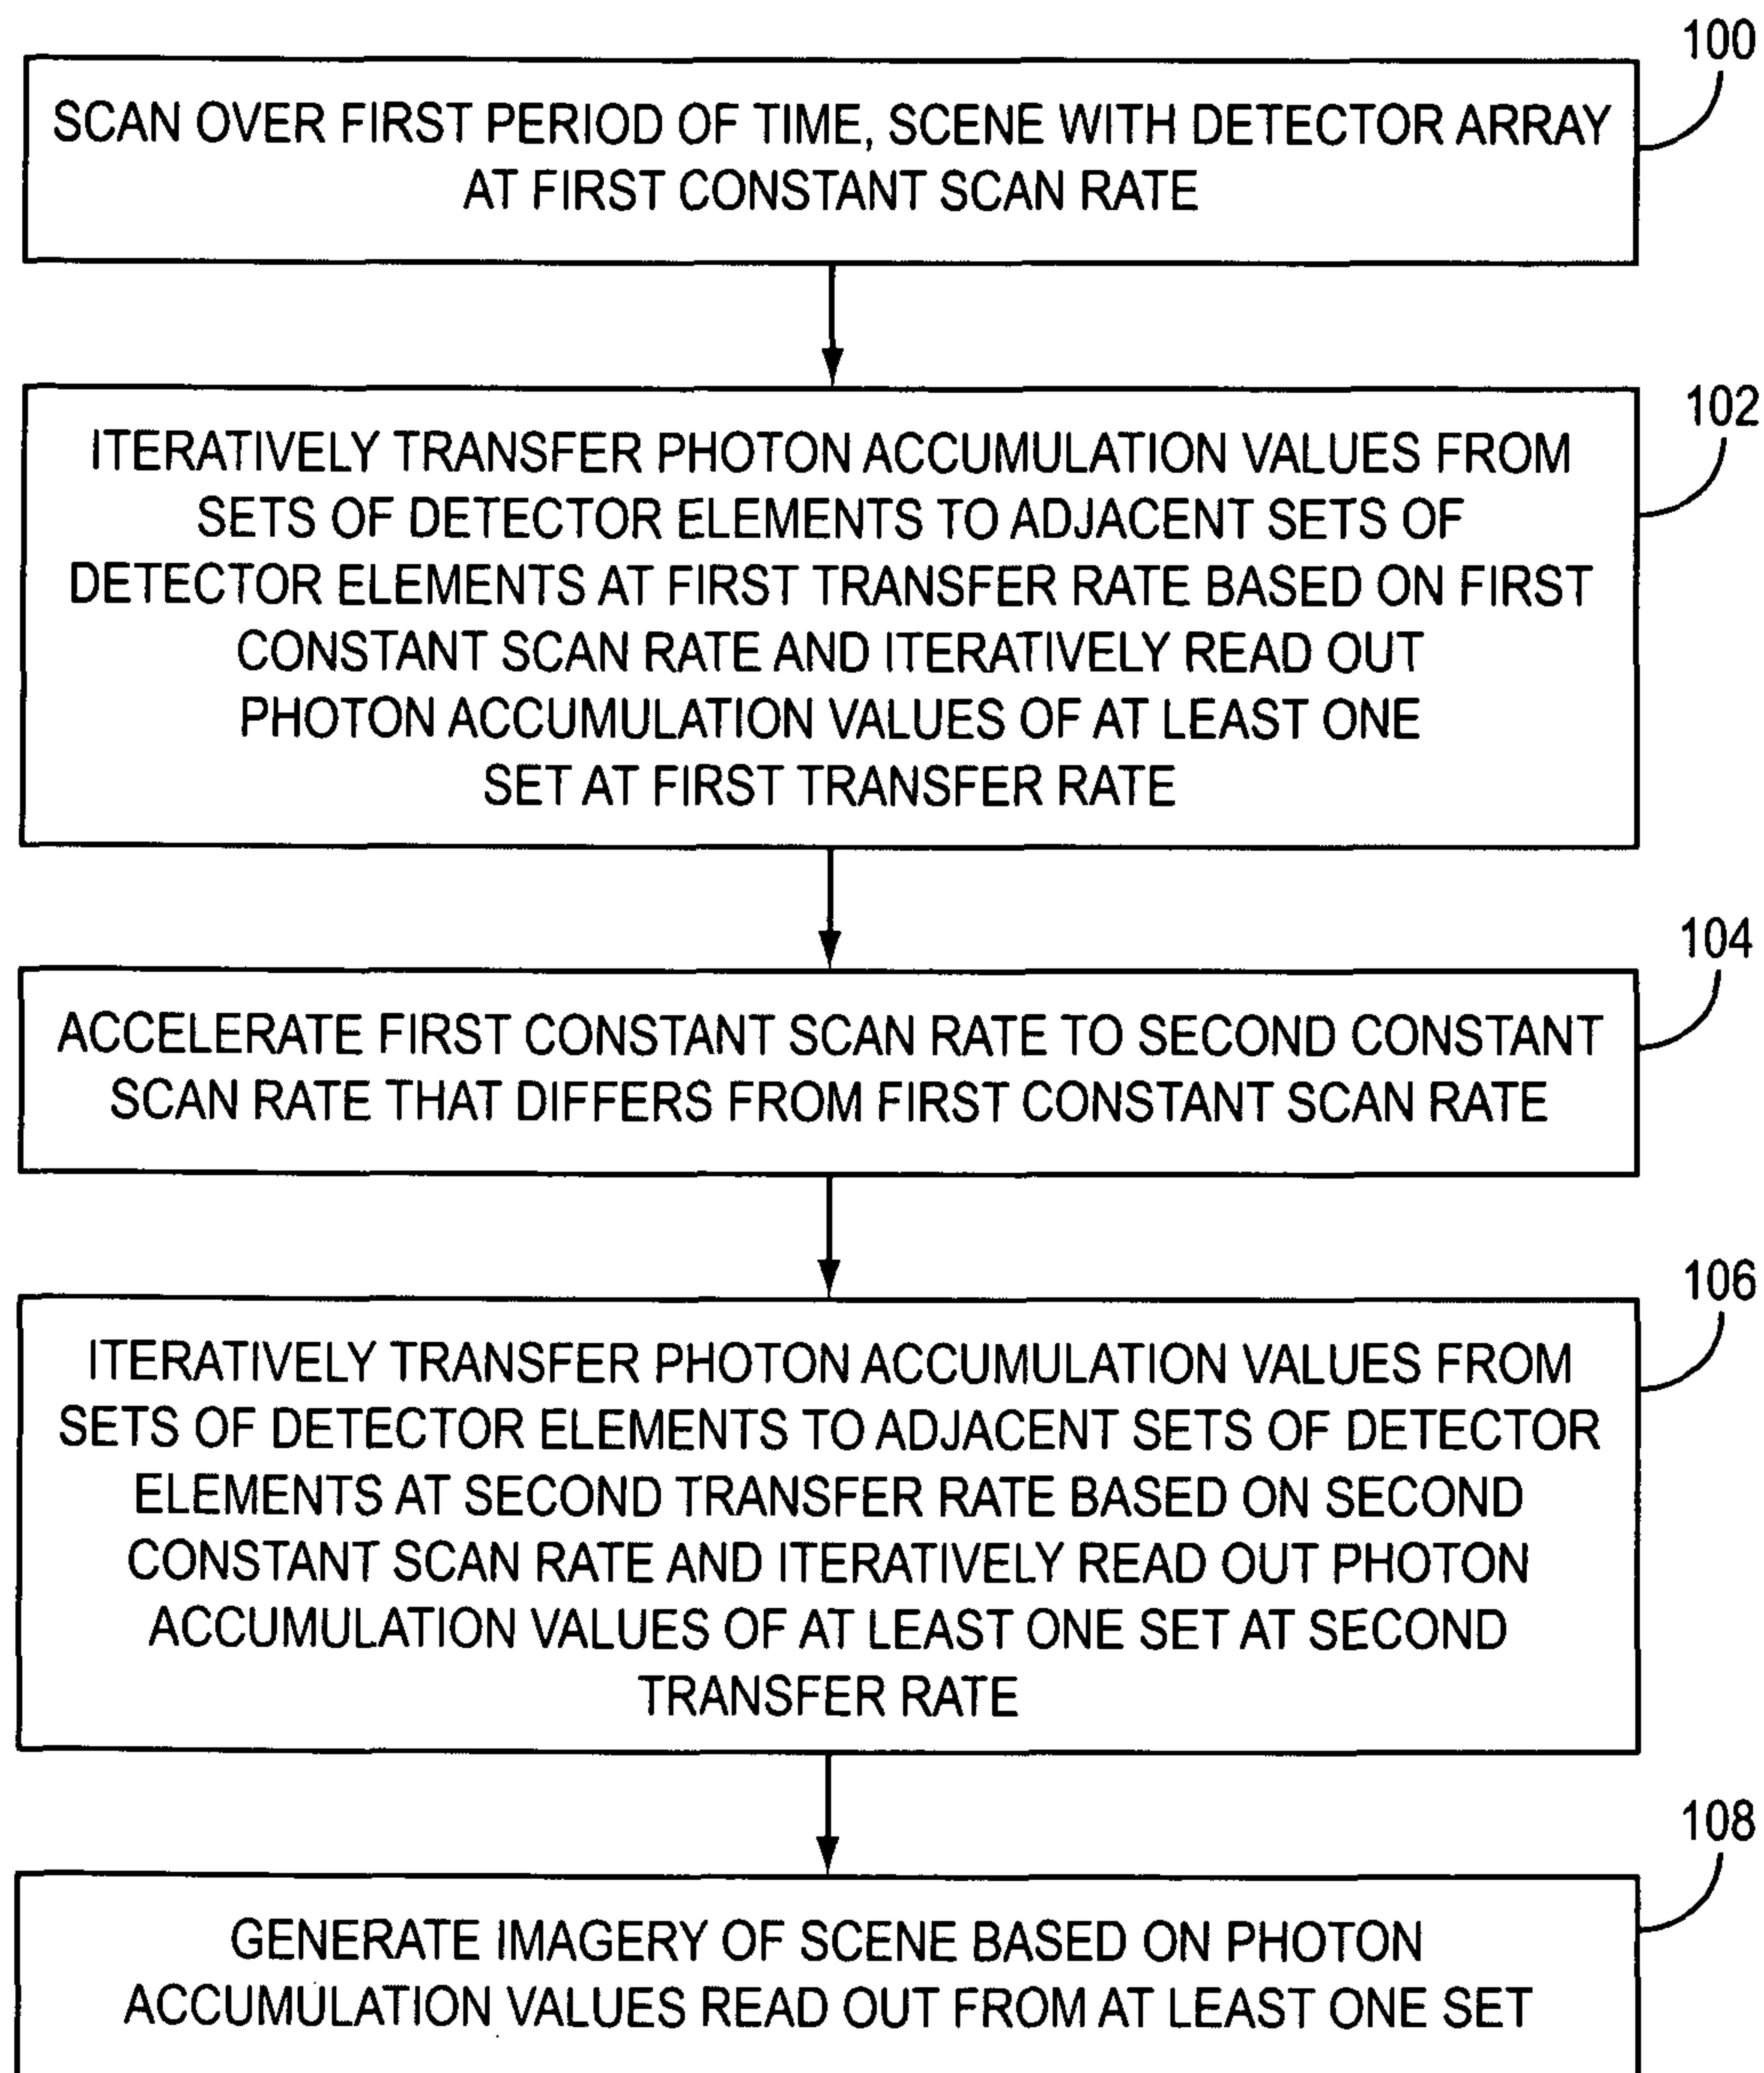 100
SCAN OVER FIRST PERIOD OF TIME, SCENE WITH DETECTOR ARRAY
AT FIRST CONSTANT SCAN RATE
102
ITERATIVELY TRANSFER PHOTON ACCUMULATION VALUES FROM
SETS OF DETECTOR ELEMENTS TO ADJACENT SETS OF
DETECTOR ELEMENTS AT FIRST TRANSFER RATE BASED ON FIRST
CONSTANT SCAN RATE AND ITERATIVELY READ OUT
PHOTON ACCUMULATION VALUES OF AT LEAST ONE
SET AT FIRST TRANSFER RATE
104
ACCELERATE FIRST CONSTANT SCAN RATE TO SECOND CONSTANT
SCAN RATE THAT DIFFERS FROM FIRST CONSTANT SCAN RATE
106
ITERATIVELY TRANSFER PHOTON ACCUMULATION VALUES FROM
SETS OF DETECTOR ELEMENTS TO ADJACENT SETS OF DETECTOR
ELEMENTS AT SECOND TRANSFER RATE BASED ON SECOND
CONSTANT SCAN RATE AND ITERATIVELY READ OUT PHOTON
ACCUMULATION VALUES OF AT LEAST ONE SET AT SECOND
TRANSFER RATE
108
GENERATE IMAGERY OF SCENE BASED ON PHOTON
ACCUMULATION VALUES READ OUT FROM AT LEAST ONE SET